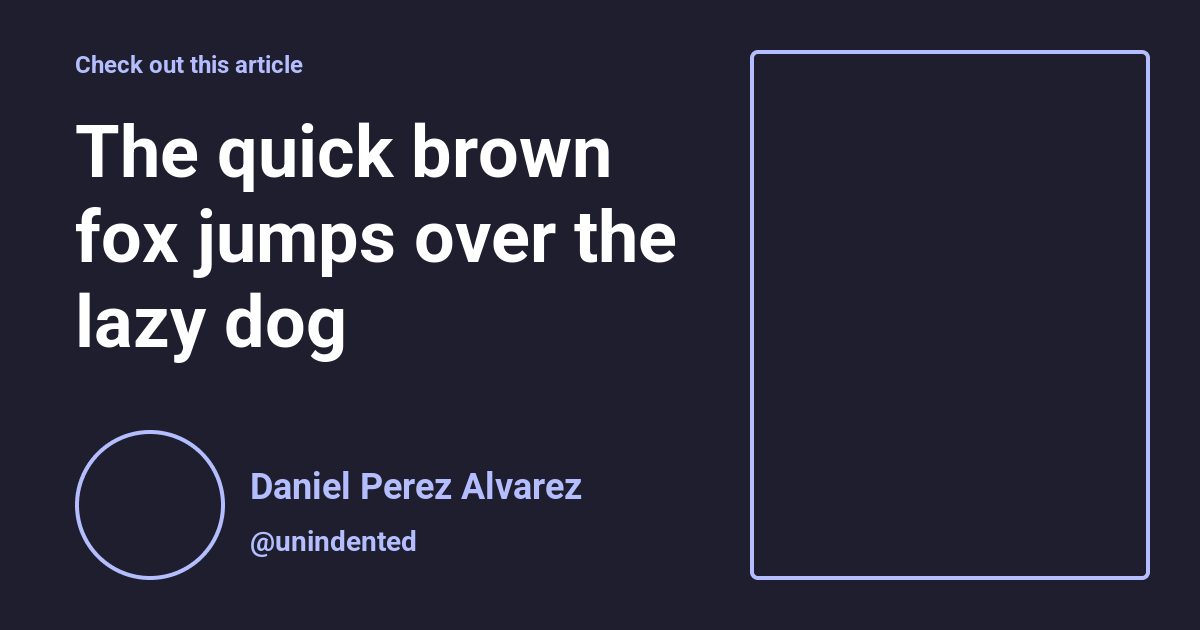 Check out this article
The quick brown
fox jumps over the
lazy dog
Daniel Perez Alvarez
@unindented